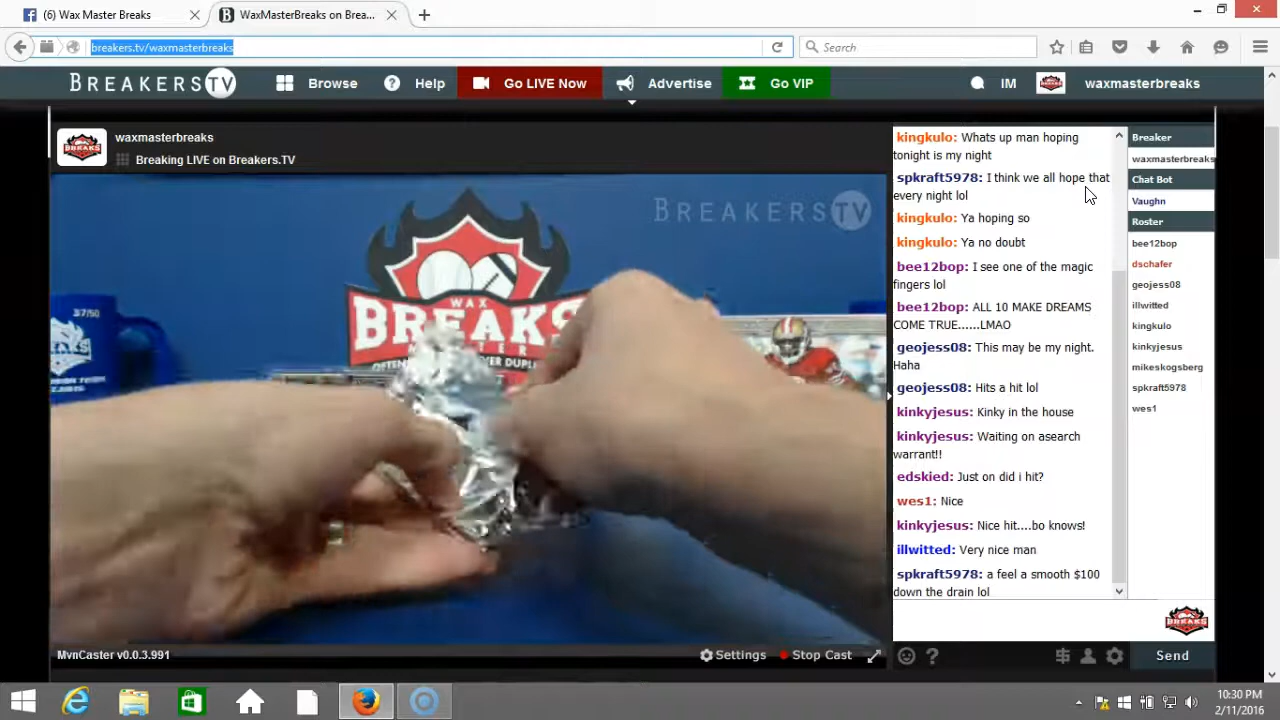 (6) Wax Master Breaks
WaxMasterBreaks on Brea...
breakers.tv/waxmasterbreaks
Search
BREAKERSTV
Browse
Help
Go LIVE Now
Advertise
Go VIP
IM
waxmasterbreaks
waxmasterbreaks
Breaking LIVE on Breakers.TV
BREAKERSTV
37/50
WAX
BREAKS
MASTER
BREAKS
kingkulo: Whats up man hoping
tonight is my night
spkraft5978: I think we all hope that
every night lol
kingkulo: Ya hoping so
kingkulo: Ya no doubt
bee12bop: I see one of the magic
fingers lol
bee12bop: ALL 10 MAKE DREAMS
COME TRUE......LMAO
geojess08: This may be my night.
Haha
geojess08: Hits a hit lol
kinkyjesus: Kinky in the house
kinkyjesus: Waiting on asearch
warrant!!
edskied: Just on did i hit?
wes1: Nice
kinkyjesus: Nice hit....bo knows!
illwitted: Very nice man
spkraft5978: a feel a smooth $100
down the drain lol
Breaker
waxmasterbreaks
Chat Bot
Vaughn
Roster
bee12bop
dschafer
geojess08
illwitted
kingkulo
kinkyjesus
mikeskogsberg
spkraft5978
wes1
BREAKS
MvnCaster v0.0.3.991
Settings
Stop Cast
Send
10:30 PM
2/11/2016